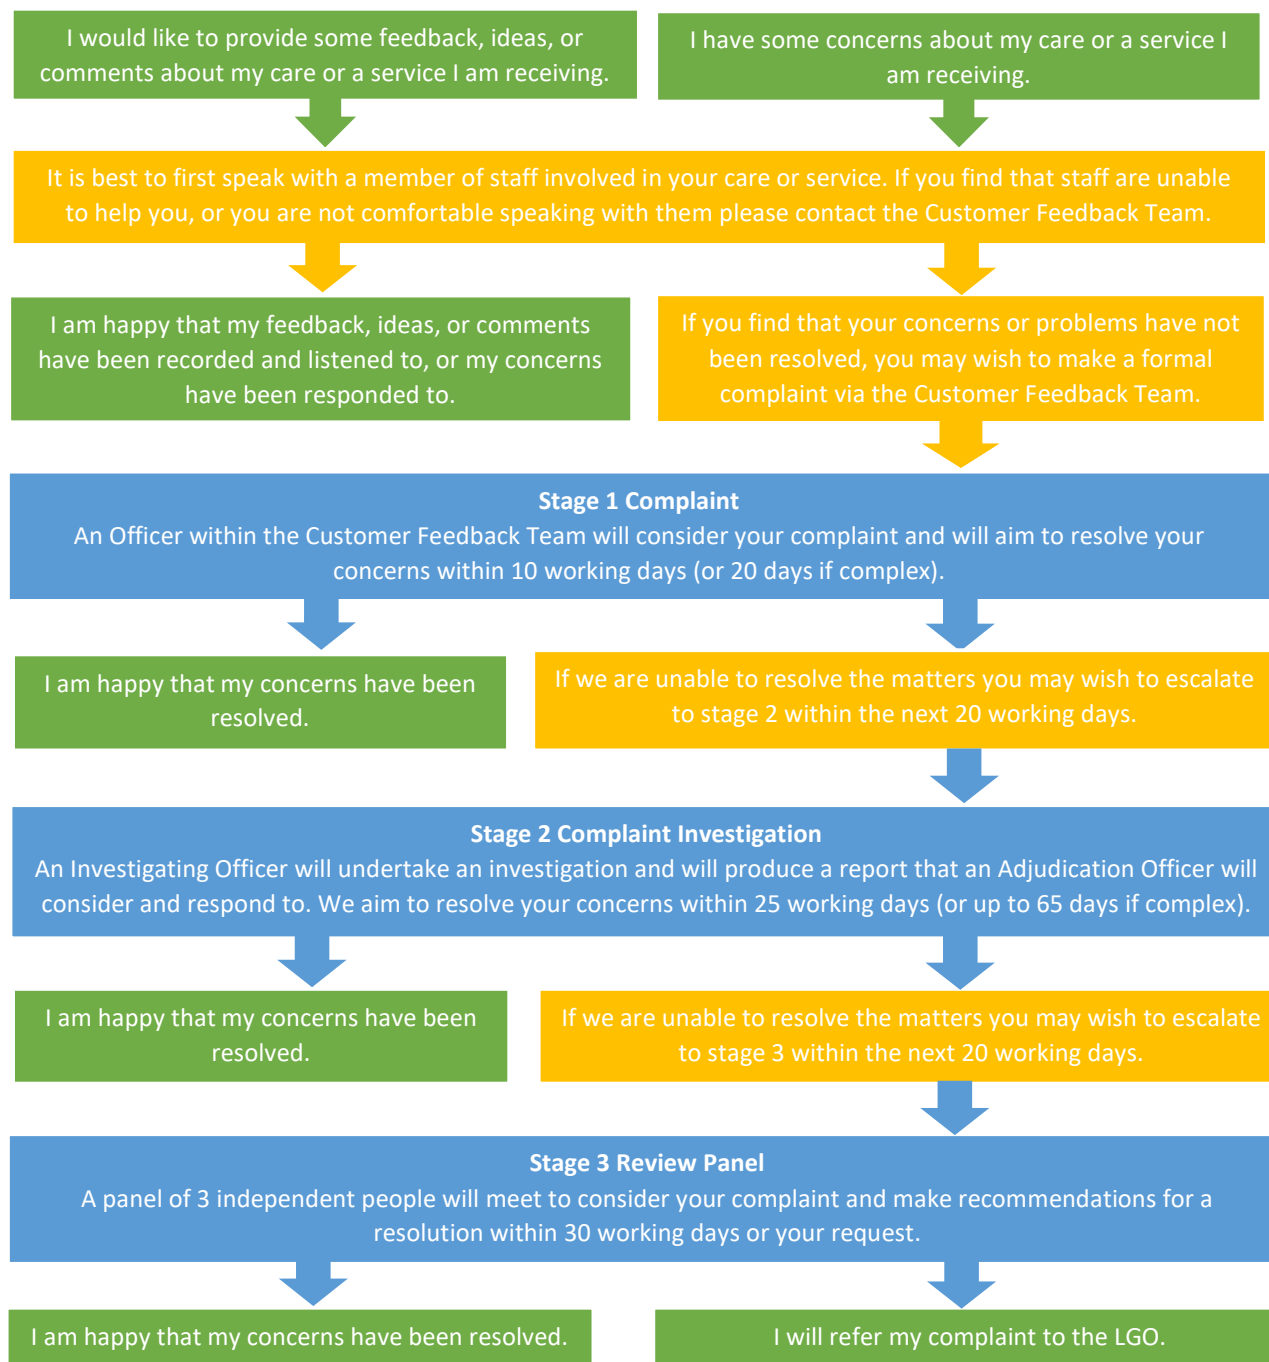 I would like to provide some feedback, ideas, or
comments about my care or a service I am receiving.
I have some concerns about my care or a service I
am receiving.
It is best to first speak with a member of staff involved in your care or service. If you find that staff are unable
to help you, or you are not comfortable speaking with them please contact the Customer Feedback Team.
I am happy that my feedback, ideas, or comments
have been recorded and listened to, or my concerns
have been responded to.
If you find that your concerns or problems have not
been resolved, you may wish to make a formal
complaint via the Customer Feedback Team.
Stage 1 Complaint
An Officer within the Customer Feedback Team will consider your complaint and will aim to resolve your
concerns within 10 working days (or 20 days if complex).
I am happy that my concerns have been
resolved.
If we are unable to resolve the matters you may wish to escalate
to stage 2 within the next 20 working days.
Stage 2 Complaint Investigation
An Investigating Officer will undertake an investigation and will produce a report that an Adjudication Officer will
consider and respond to. We aim to resolve your concerns within 25 working days (or up to 65 days if complex).
I am happy that my concerns have been
resolved.
If we are unable to resolve the matters you may wish to escalate
to stage 3 within the next 20 working days.
Stage 3 Review Panel
A panel of 3 independent people will meet to consider your complaint and make recommendations for a
resolution within 30 working days or your request.
I am happy that my concerns have been resolved.
I will refer my complaint to the LGO.